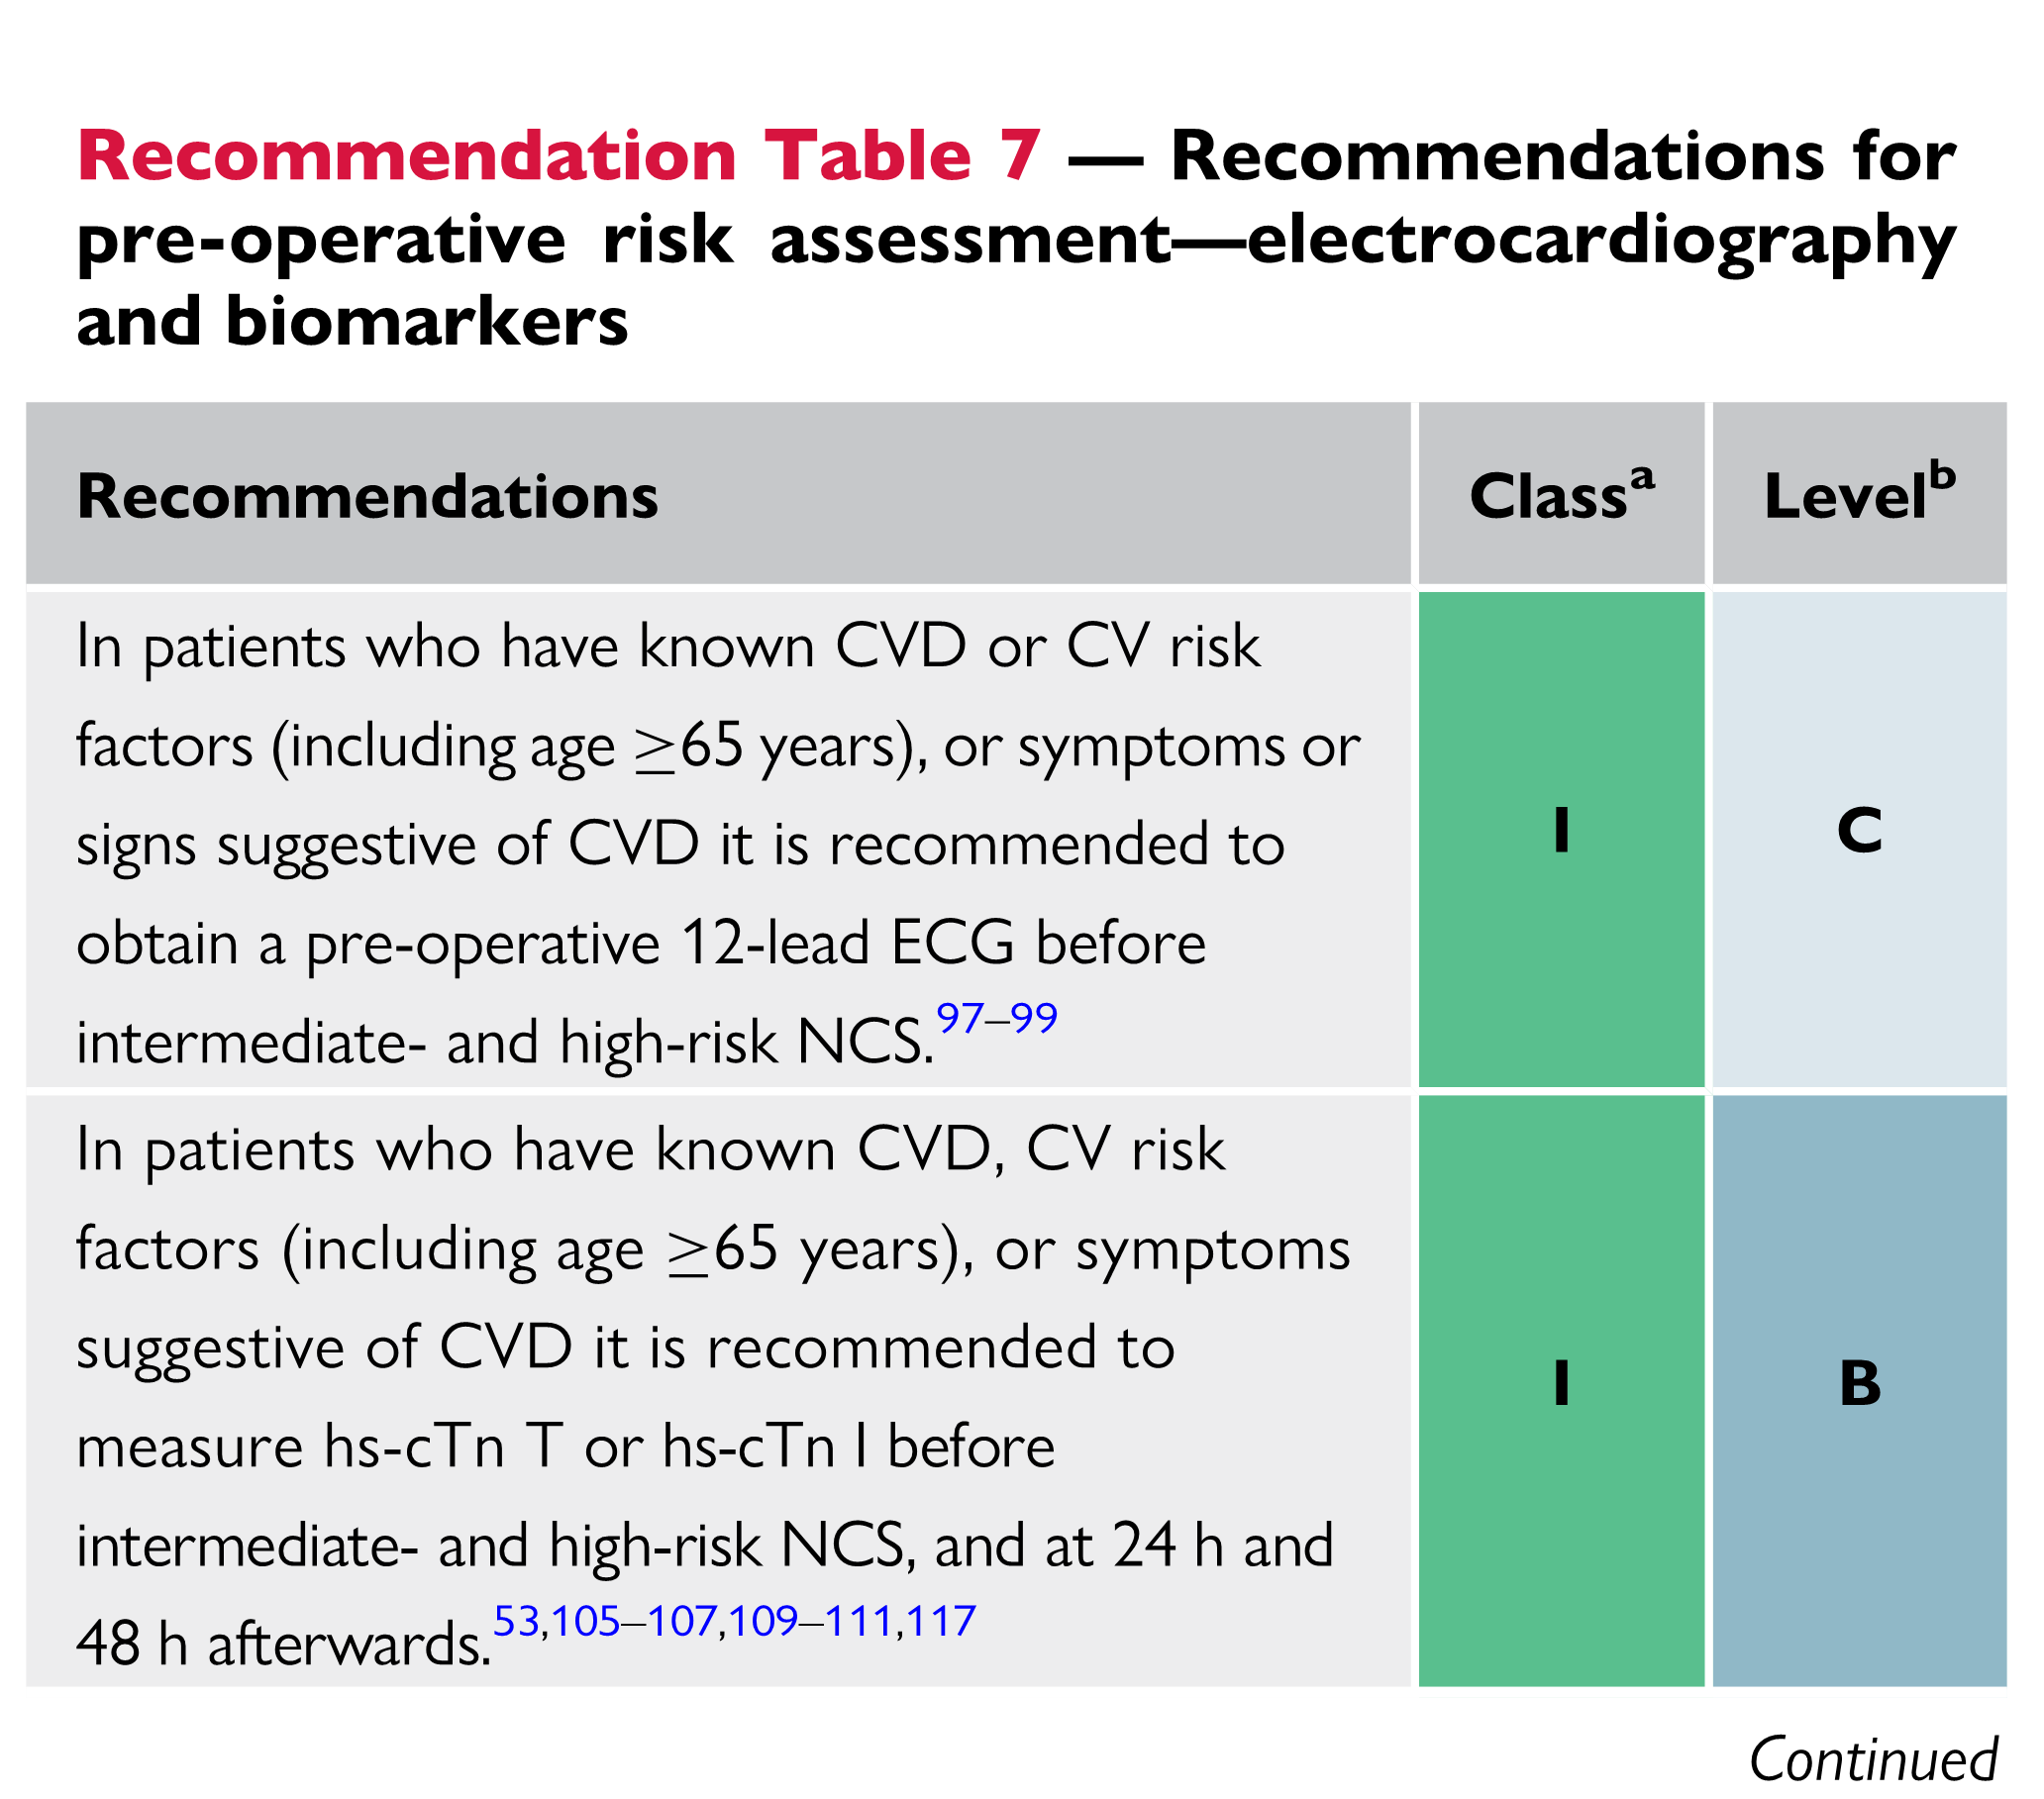 Recommendation Table 7 — Recommendations for
pre-operative risk assessment—electrocardiography
and biomarkers
Recommendations Classᵃ Levelᵇ
In patients who have known CVD or CV risk
factors (including age ≥65 years), or symptoms or
signs suggestive of CVD it is recommended to
obtain a pre-operative 12-lead ECG before
intermediate- and high-risk NCS.97–99
I C
In patients who have known CVD, CV risk
factors (including age ≥65 years), or symptoms
suggestive of CVD it is recommended to
measure hs-cTn T or hs-cTn I before
intermediate- and high-risk NCS, and at 24 h and
48 h afterwards.53,105–107,109–111,117
I B
Continued